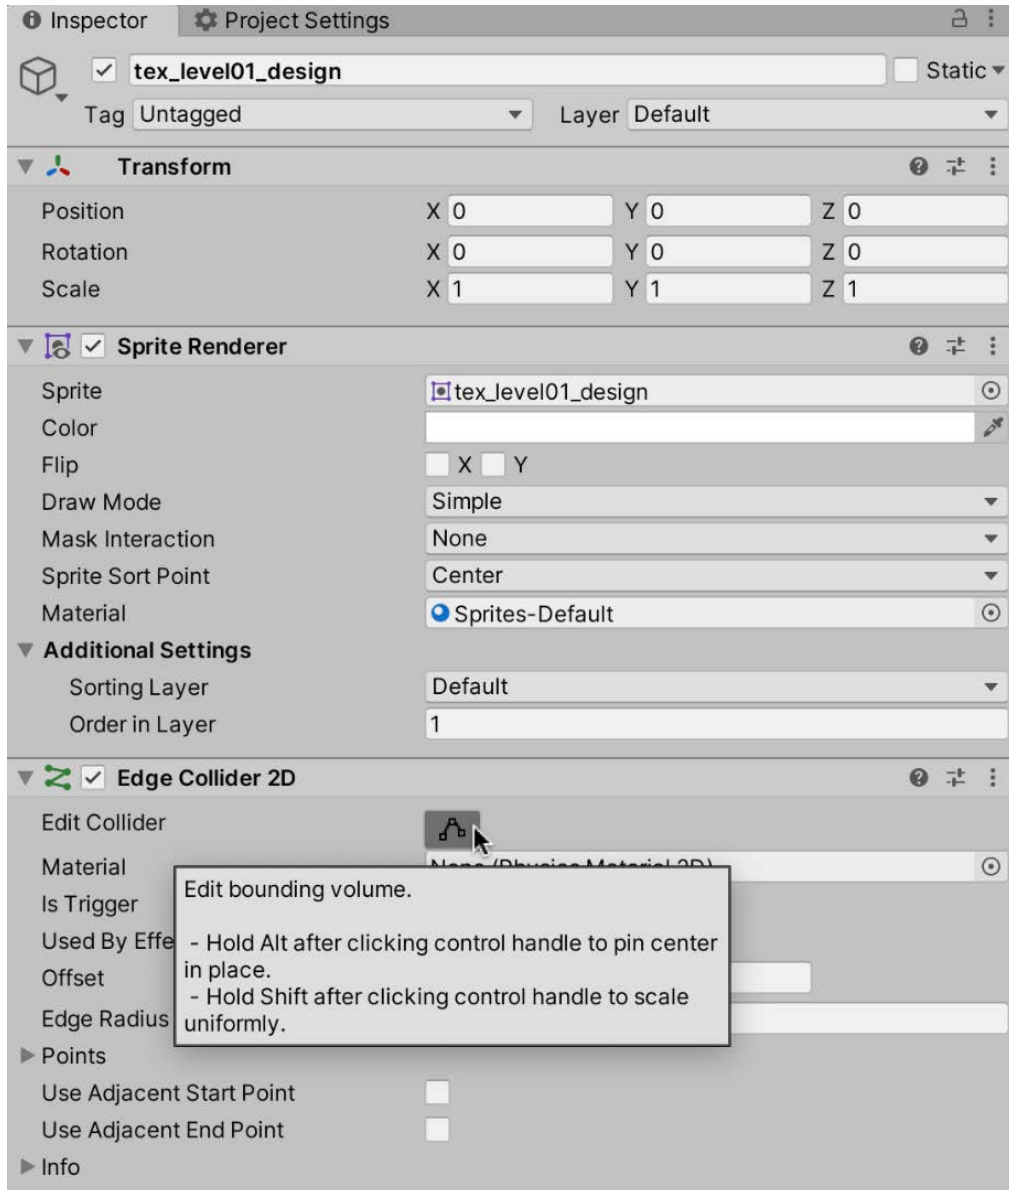 Inspector Project Settings
tex_level01_design Static
Tag Untagged Layer Default
Transform
Position X 0 Y 0 Z 0
Rotation X 0 Y 0 Z 0
Scale X 1 Y 1 Z 1
Sprite Renderer
Sprite tex_level01_design
Color
Flip X Y
Draw Mode Simple
Mask Interaction None
Sprite Sort Point Center
Material Sprites-Default
Additional Settings
Sorting Layer Default
Order in Layer 1
Edge Collider 2D
Edit Collider
Material None (Physics Material 2D)
Is Trigger
Used By Effe
Offset
Edge Radius
Edit bounding volume.
- Hold Alt after clicking control handle to pin center
in place.
- Hold Shift after clicking control handle to scale
uniformly.
Points
Use Adjacent Start Point
Use Adjacent End Point
Info